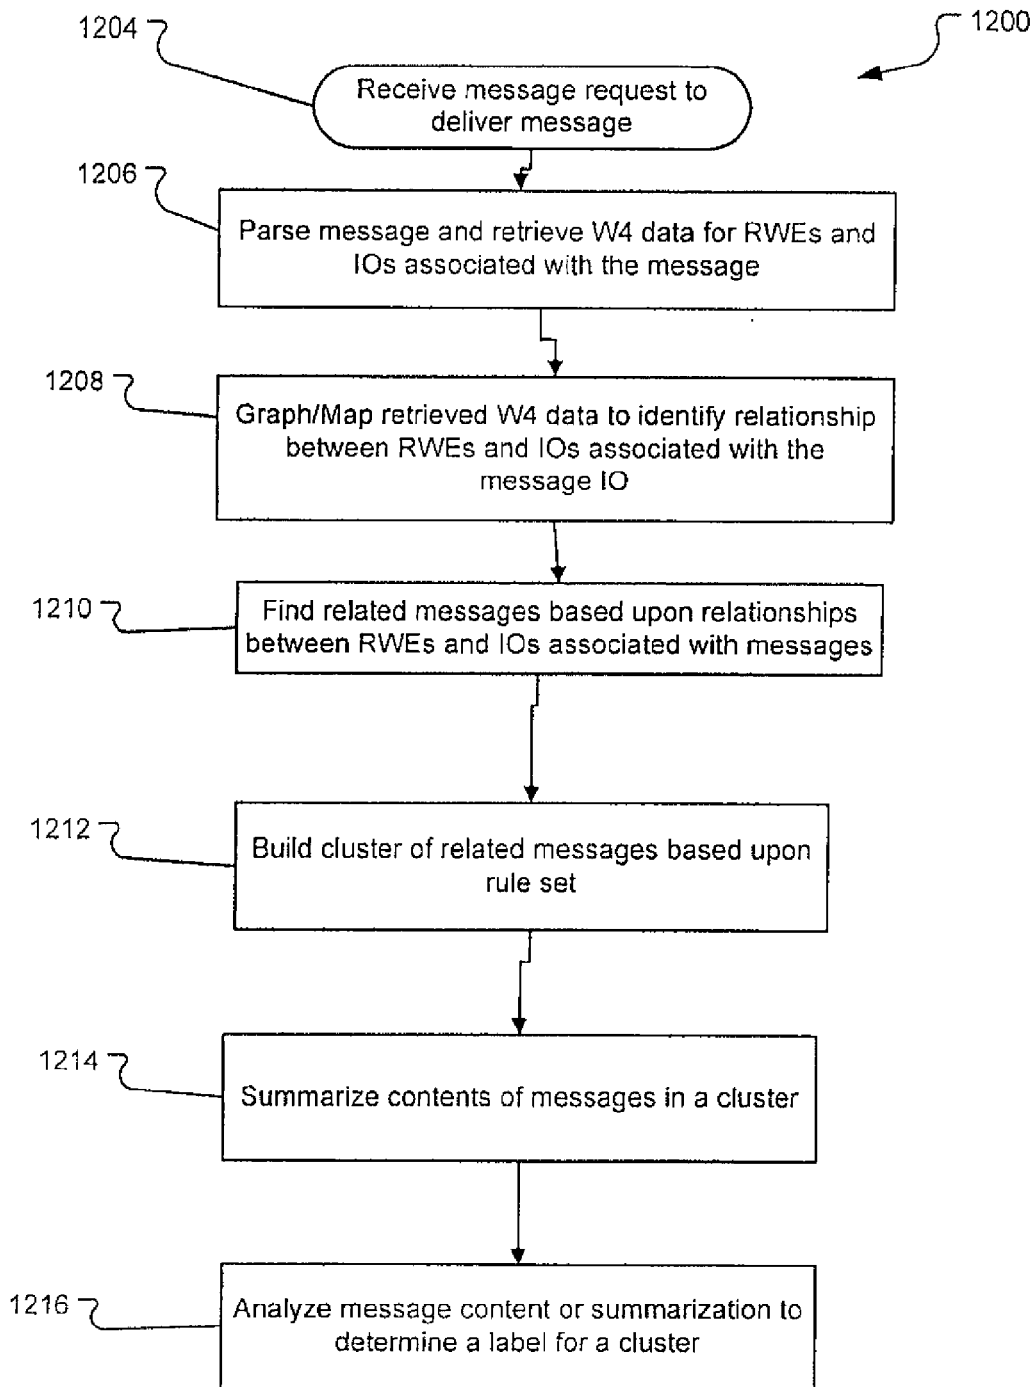 1204
1200
Receive message request to
deliver message
1206
Parse message and retrieve W4 data for RWEs and
IOs associated with the message
1208
Graph/Map retrieved W4 data to identify relationship
between RWEs and IOs associated with the
message IO
1210
Find related messages based upon relationships
between RWEs and IOs associated with messages
1212
Build cluster of related messages based upon
rule set
1214
Summarize contents of messages in a cluster
1216
Analyze message content or summarization to
determine a label for a cluster